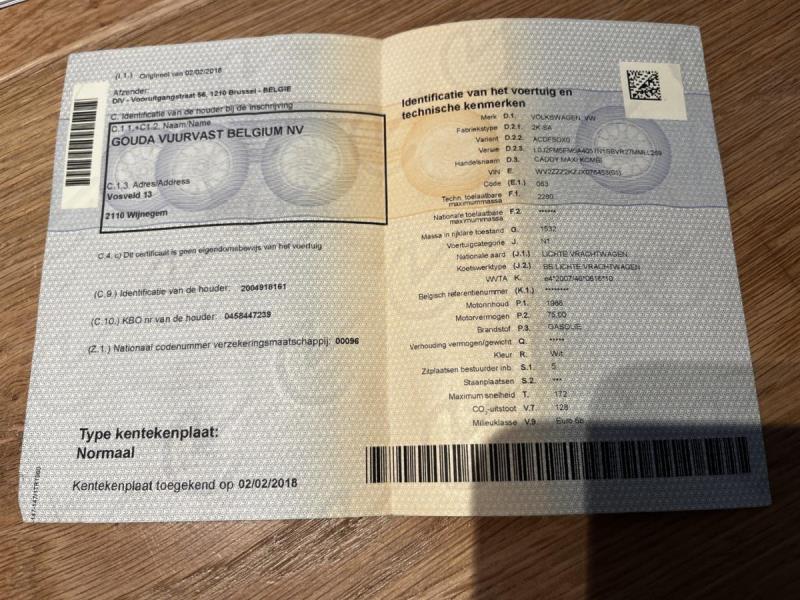 (I.1.) Origineel van 02/02/2018
Afzender:
DIV - Vooruitgangstraat 56, 1210 Brussel - BELGIE
C. Identificatie van de houder bij de inschrijving
C.1.1.+C1.2. Naam/Name
GOUDA VUURVAST BELGIUM NV
C.1.3. Adres/Address
Vosveld 13
2110 Wijnegem
C.4. c) Dit certificaat is geen eigendomsbewijs van het voertuig
(C.9.) Identificatie van de houder: 2004918161
(C.10.) KBO nr van de houder: 0458447239
(Z.1.) Nationaal codenummer verzekeringsmaatschappij: 00096
Type kentekenplaat:
Normaal
Kentekenplaat toegekend op 02/02/2018
Identificatie van het voertuig en
technische kenmerken
Merk D.1. VOLKSWAGEN, VW
Fabriekstype D.2.1. 2K SA
Variant D.2.2. ACDFSDX0
Versie D.2.3.
Handelsnaam D.3. CADDY MAXI KOMBI
VIN E.
Code (E.1.) 063
Techn. toelaatbare
maximummassa F.1. 2260
Nationale toelaatbare
maximummassa F.2. ******
Massa in rijklare toestand G. 1532
Voertuigcategorie J. N1
Nationale aard (J.1.) LICHTE VRACHTWAGEN
Koetswerktype (J.2.) BB LICHTE VRACHTWAGEN
VVTA K. e4*2007/46*0616*10
Belgisch referentienummer (K.1.) ********
Motorinhoud P.1. 1968
Motorvermogen P.2. 75.00
Brandstof P.3. GASOLIE
Verhouding vermogen/gewicht Q. *****
Kleur R. Wit
Zitplaatsen bestuurder inb. S.1. 5
Staanplaatsen S.2. ***
Maximum snelheid T. 172
CO₂-uitstoot V.7. 128
Milieuklasse V.9 Euro 6b